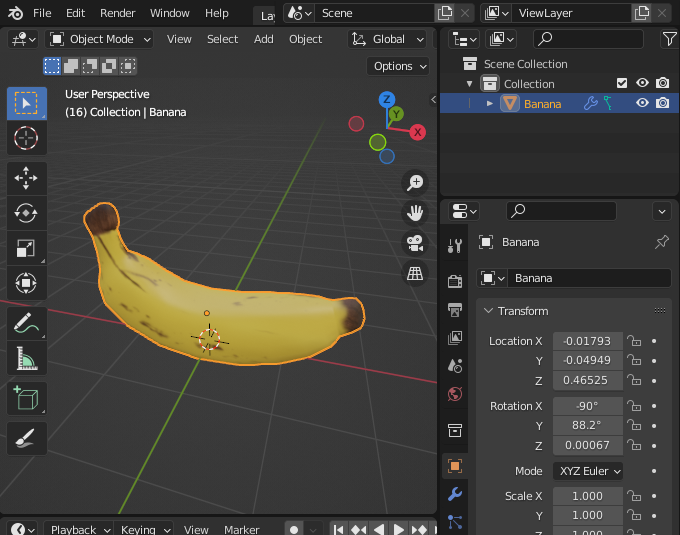 File Edit Render Window Help La Scene ViewLayer
Object Mode View Select Add Object Global
Options
User Perspective
(16) Collection | Banana
Z
Y
X
Scene Collection
Collection
Banana
Banana
Banana
Transform
Location X -0.01793
Y -0.04949
Z 0.46525
Rotation X -90°
Y 88.2°
Z 0.00067
Mode XYZ Euler
Scale X 1.000
Y 1.000
Z 1.000
Playback Keying View Marker